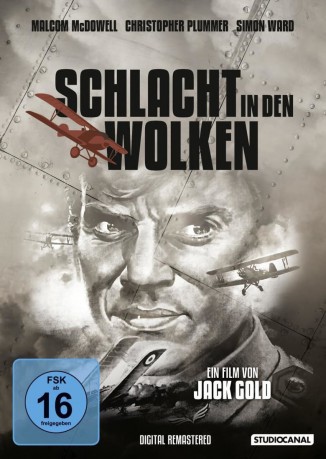 MALCOM McDOWELL CHRISTOPHER PLUMMER SIMON WARD
SCHLACHT IN DEN
WOLKEN
EIN FILM VON
JACK GOLD
FSK
ab
16
freigegeben
DIGITAL REMASTERED
STUDIOCANAL